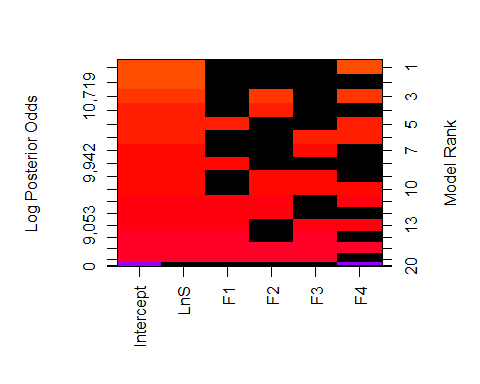 Log Posterior Odds
10,719
9,942
9,053
0
1
3
5
7
10
13
20
Model Rank
Intercept
LnS
F1
F2
F3
F4